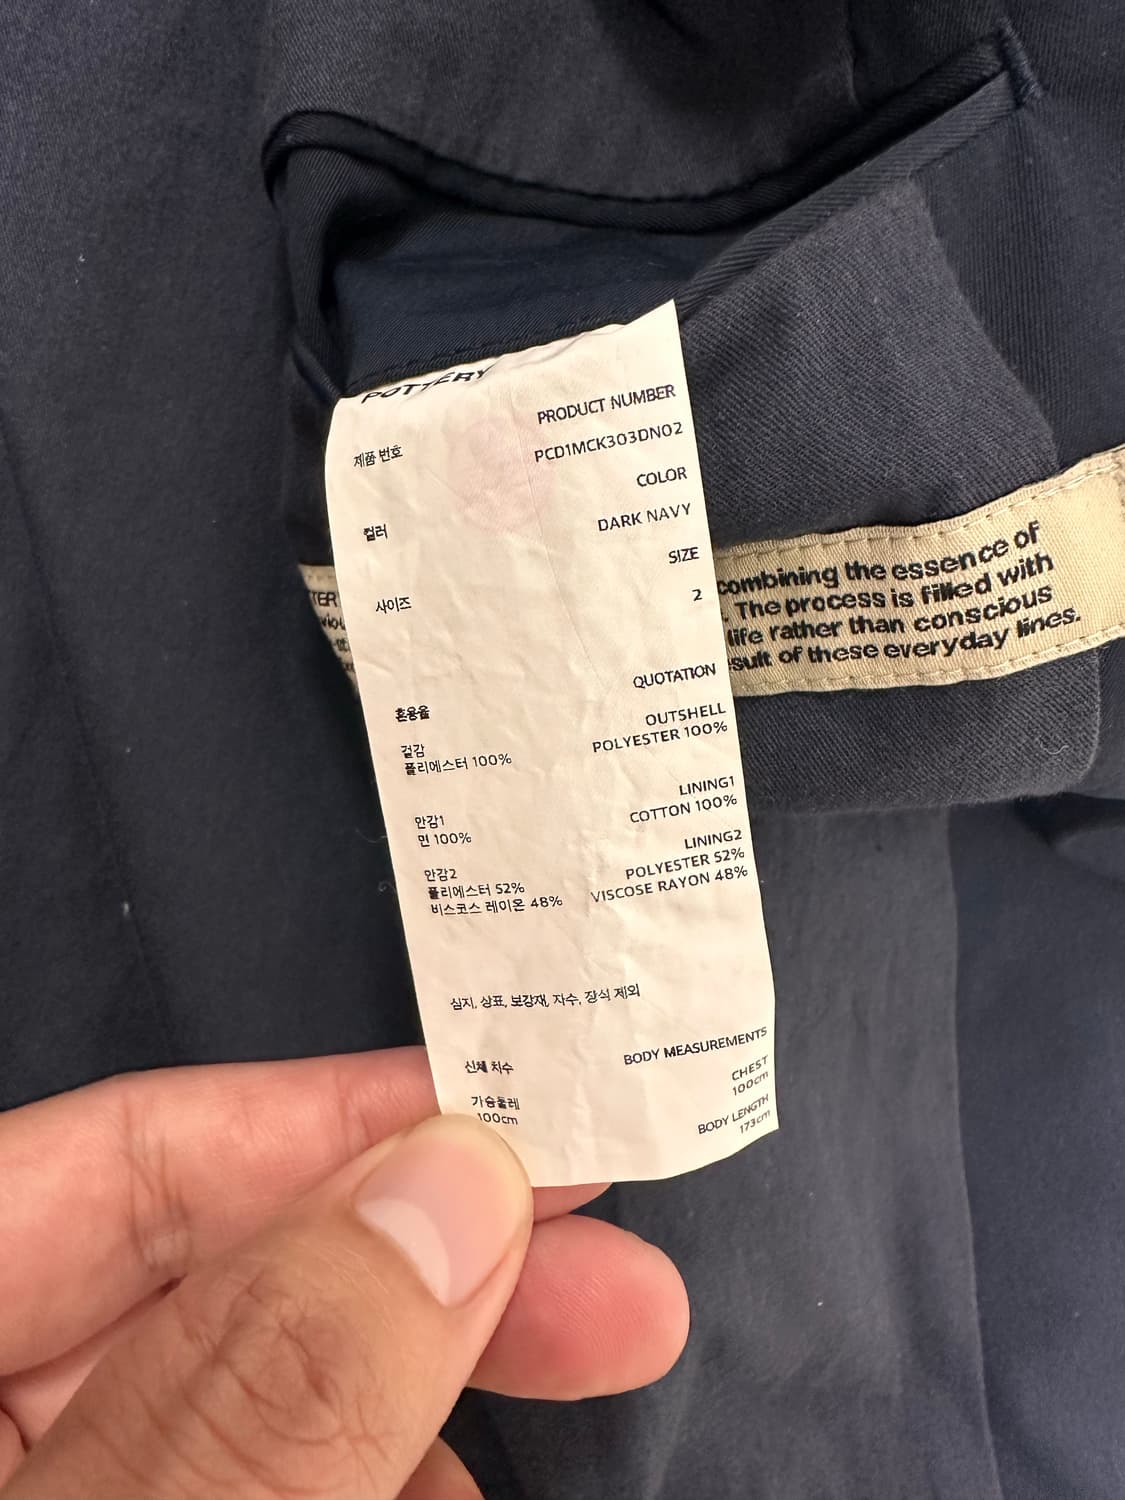 POTTERY
PRODUCT NUMBER
제품 번호
PCD1MCK303DN02
COLOR
컬러
DARK NAVY
SIZE
사이즈
2
QUOTATION
혼용율
OUTSHELL
겉감
POLYESTER 100%
폴리에스터 100%
LINING1
안감1
COTTON 100%
면 100%
LINING2
안감2
POLYESTER 52%
폴리에스터 52%
VISCOSE RAYON 48%
비스코스 레이온 48%
심지, 상표, 보강재, 자수, 장식 제외
BODY MEASUREMENTS
신체 치수
CHEST
가슴둘레
100cm
100cm
BODY LENGTH
173cm
combining the essence of
. The process is filled with
life rather than conscious
of these everyday lines.